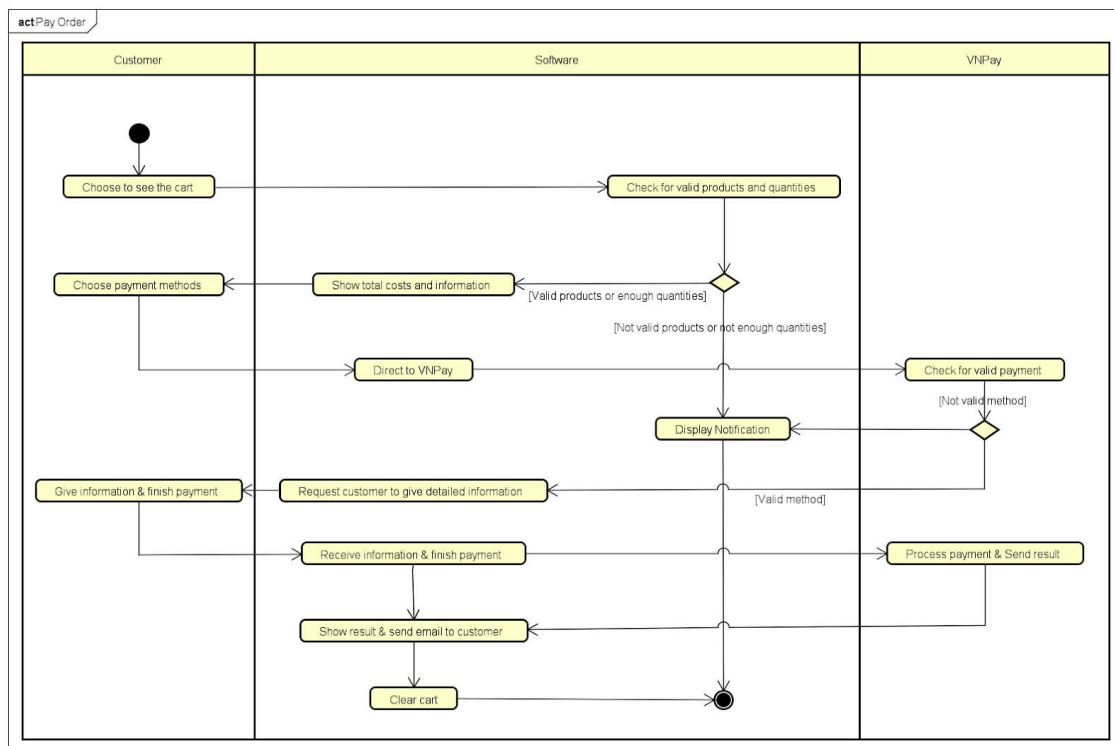 act Pay Order
Customer
Software
VNPay
Choose to see the cart
Check for valid products and quantities
Choose payment methods
Show total costs and information
[Valid products or enough quantities]
[Not valid products or not enough quantities]
Direct to VNPay
Check for valid payment
[Not valid method]
Display Notification
Give information & finish payment
Request customer to give detailed information
[Valid method]
Receive information & finish payment
Process payment & Send result
Show result & send email to customer
Clear cart